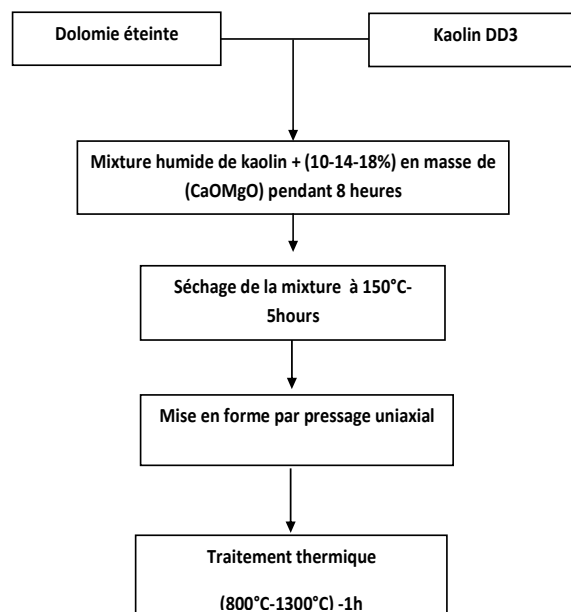 Dolomie éteinte
Kaolin DD3
Mixture humide de kaolin + (10-14-18%) en masse de
(CaOMgO) pendant 8 heures
Séchage de la mixture à 150°C-
5hours
Mise en forme par pressage uniaxial
Traitement thermique
(800°C-1300°C) -1h